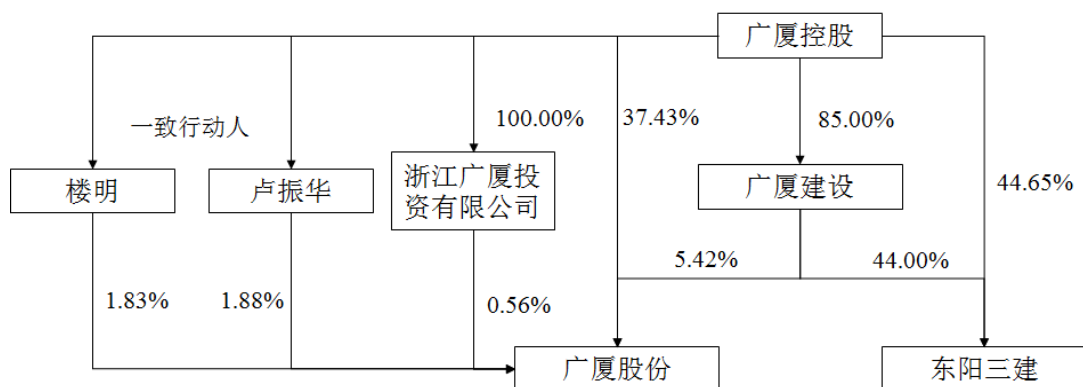 广厦控股
一致行动人
100.00%
37.43%
85.00%
楼明
卢振华
浙江广厦投
资有限公司
广厦建设
44.65%
5.42%
44.00%
1.83%
1.88%
0.56%
广厦股份
东阳三建